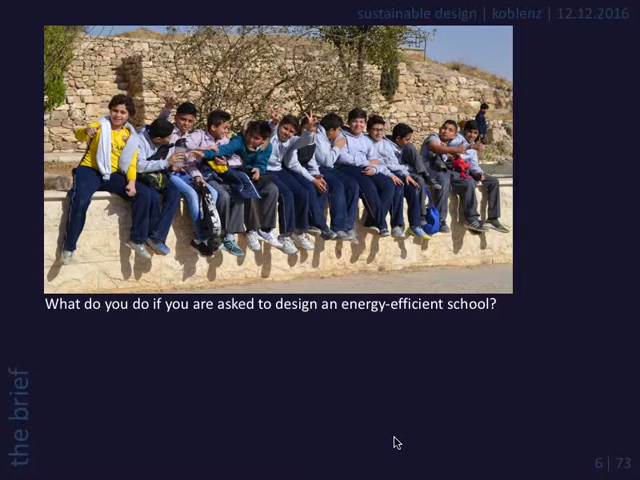 sustainable design | koblenz | 12.12.2016
What do you do if you are asked to design an energy-efficient school?
the brief
6 | 73